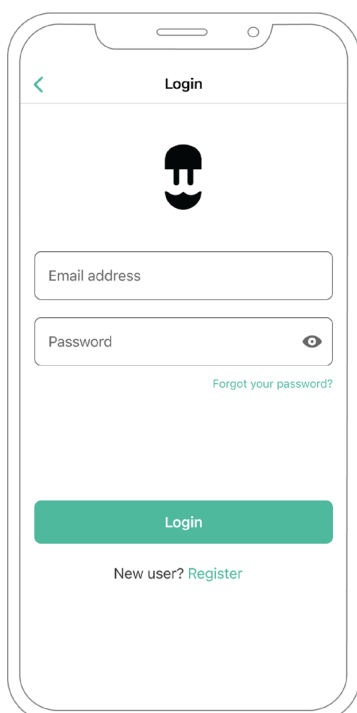 Login
Email address
Password
Forgot your password?
Login
New user? Register